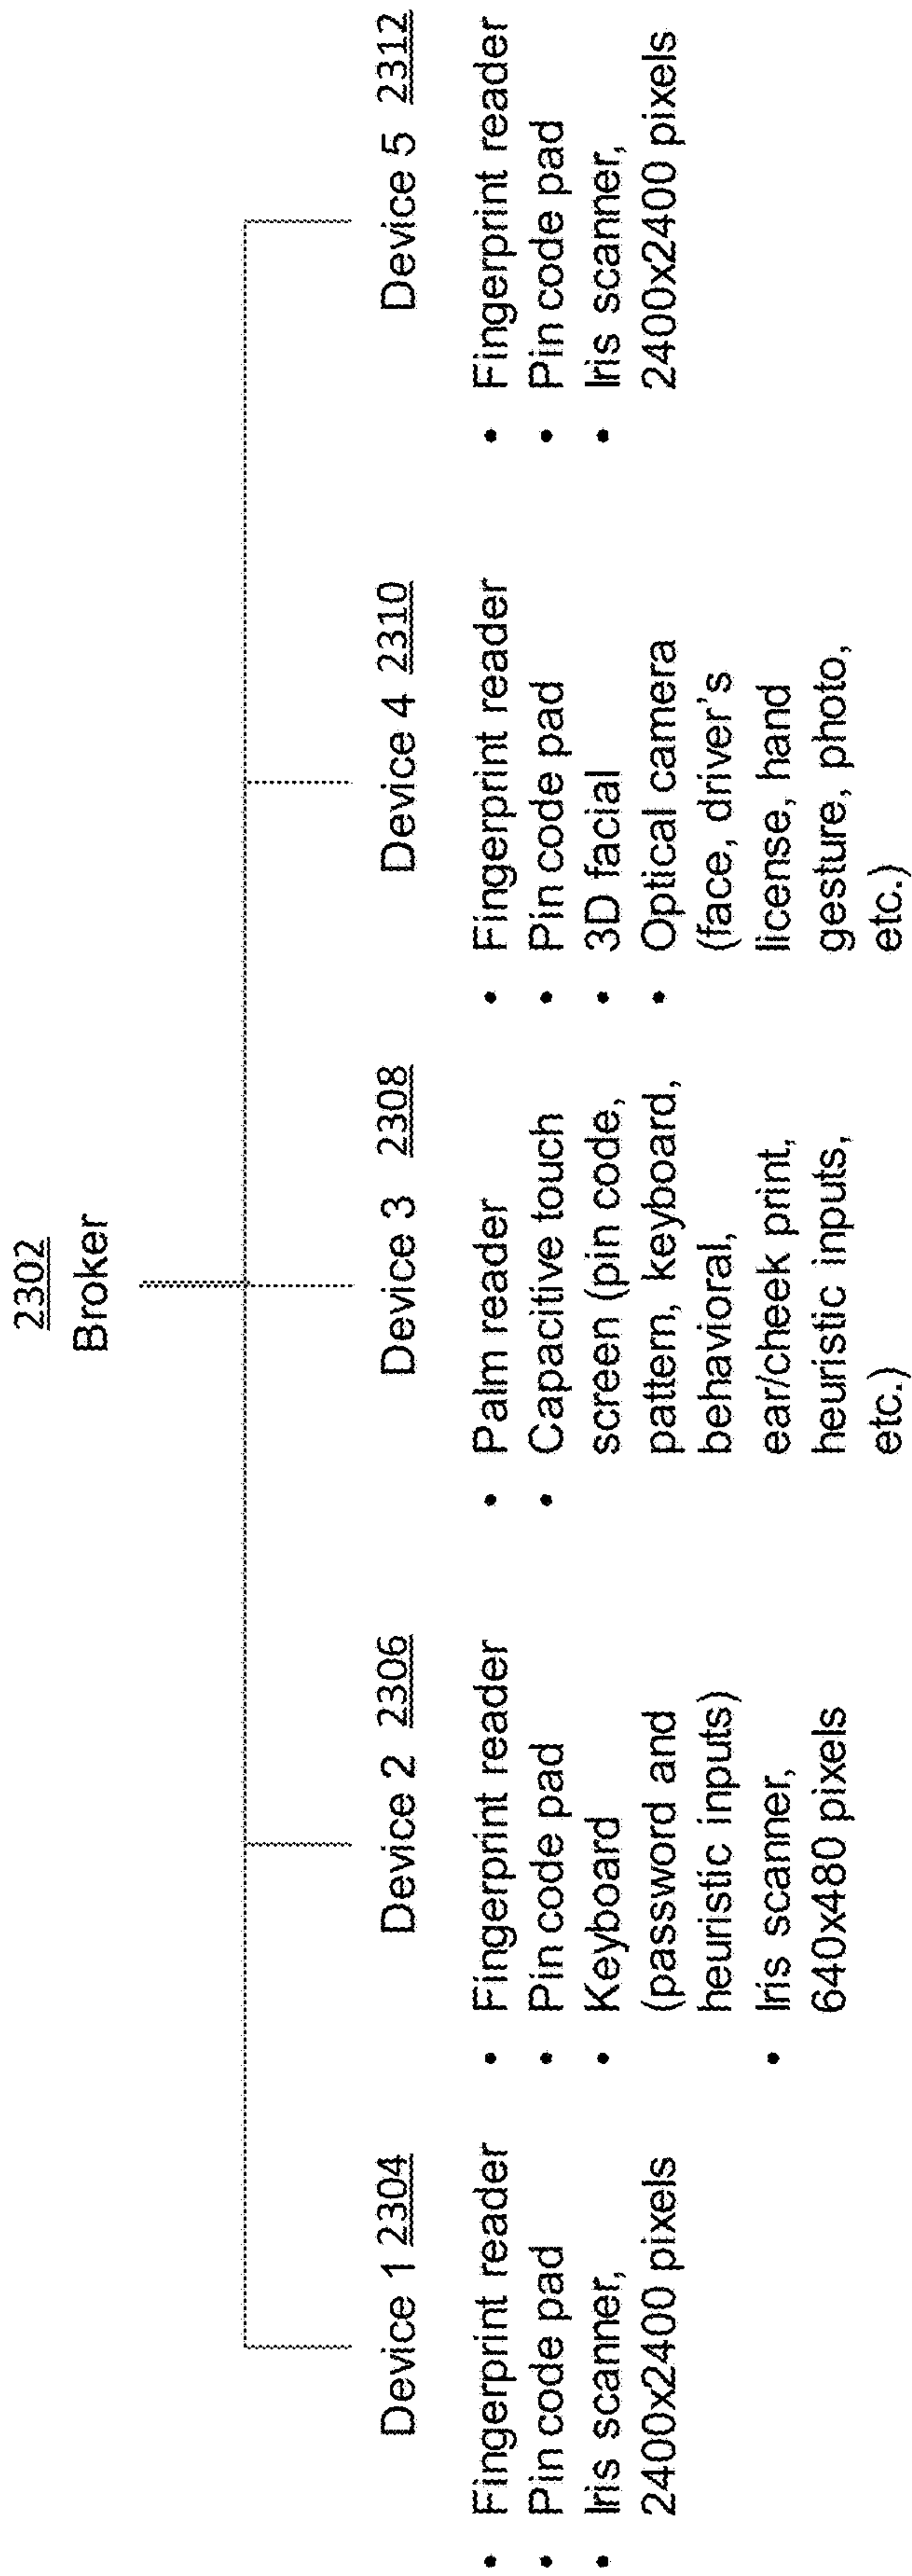 2302
Broker
Device 1 2304
• Fingerprint reader
• Pin code pad
• Iris scanner,
2400x2400 pixels
Device 2 2306
• Fingerprint reader
• Pin code pad
• Keyboard
(password and
heuristic inputs)
• Iris scanner,
640x480 pixels
Device 3 2308
• Palm reader
• Capacitive touch
screen (pin code,
pattern, keyboard,
behavioral,
ear/cheek print,
heuristic inputs,
etc.)
Device 4 2310
• Fingerprint reader
• Pin code pad
• 3D facial
• Optical camera
(face, driver's
license, hand
gesture, photo,
etc.)
Device 5 2312
• Fingerprint reader
• Pin code pad
• Iris scanner,
2400x2400 pixels